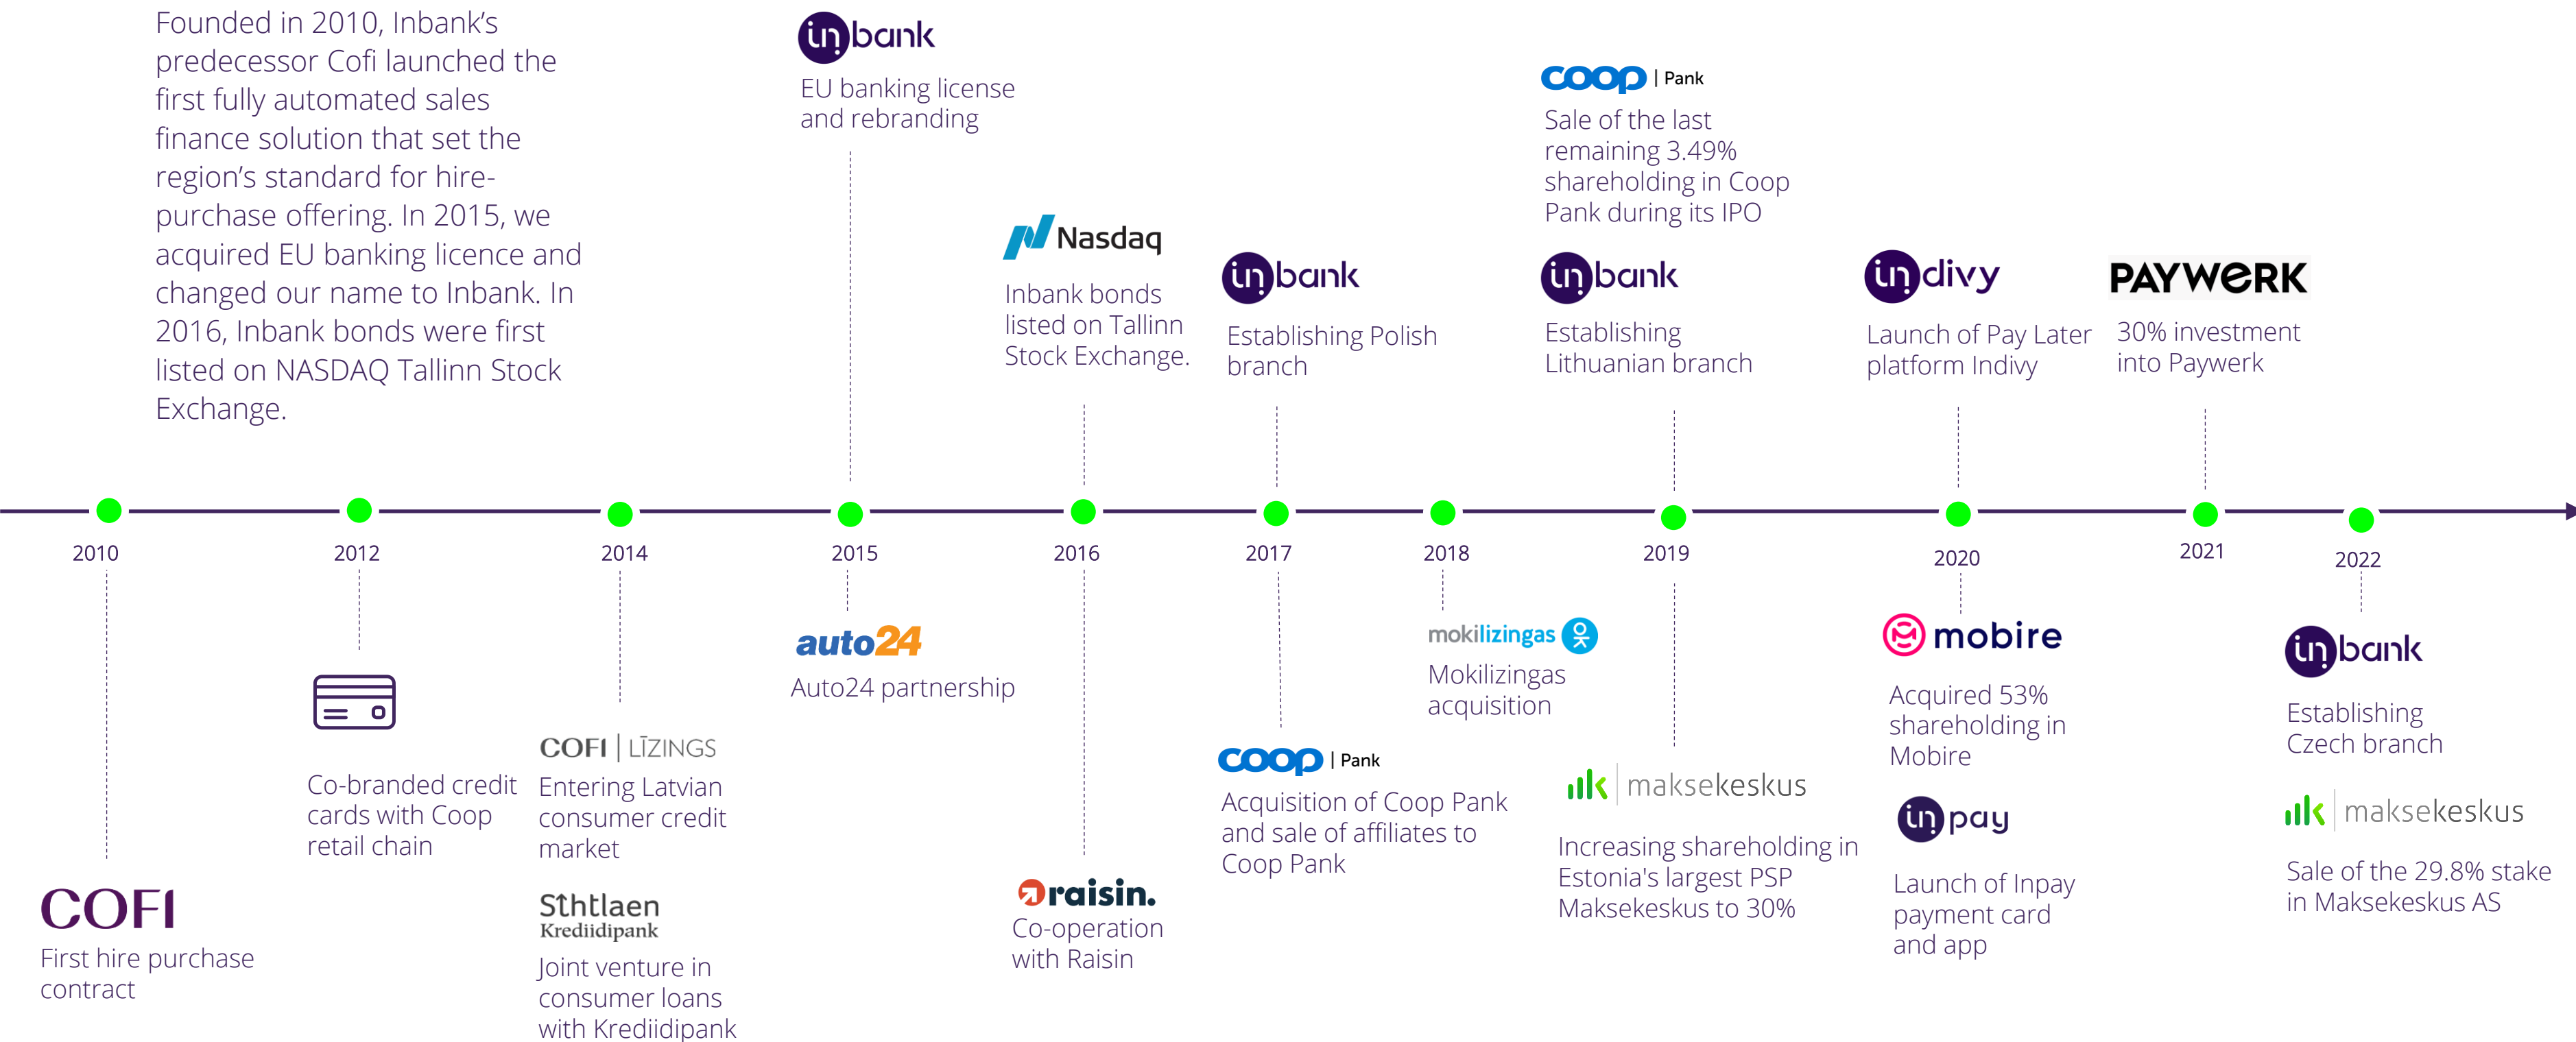 Founded in 2010, Inbank’s
predecessor Cofi launched the
first fully automated sales
finance solution that set the
region’s standard for hire-
purchase offering. In 2015, we
acquired EU banking licence and
changed our name to Inbank. In
2016, Inbank bonds were first
listed on NASDAQ Tallinn Stock
Exchange.
inbank
EU banking license
and rebranding
Nasdaq
Inbank bonds
listed on Tallinn
Stock Exchange.
inbank
Establishing Polish
branch
coop | Pank
Sale of the last
remaining 3.49%
shareholding in Coop
Pank during its IPO
inbank
Establishing
Lithuanian branch
indivy
Launch of Pay Later
platform Indivy
PAYWERK
30% investment
into Paywerk
2010
2012
2014
2015
2016
2017
2018
2019
2020
2021
2022
COFI
First hire purchase
contract
Co-branded credit
cards with Coop
retail chain
COFI | LĪZINGS
Entering Latvian
consumer credit
market
Sthtlaen
Krediidipank
Joint venture in
consumer loans
with Krediidipank
auto24
Auto24 partnership
raisin.
Co-operation
with Raisin
coop | Pank
Acquisition of Coop Pank
and sale of affiliates to
Coop Pank
mokilizingas
Mokilizingas
acquisition
maksekeskus
Increasing shareholding in
Estonia's largest PSP
Maksekeskus to 30%
mobire
Acquired 53%
shareholding in
Mobire
inpay
Launch of Inpay
payment card
and app
inbank
Establishing
Czech branch
maksekeskus
Sale of the 29.8% stake
in Maksekeskus AS